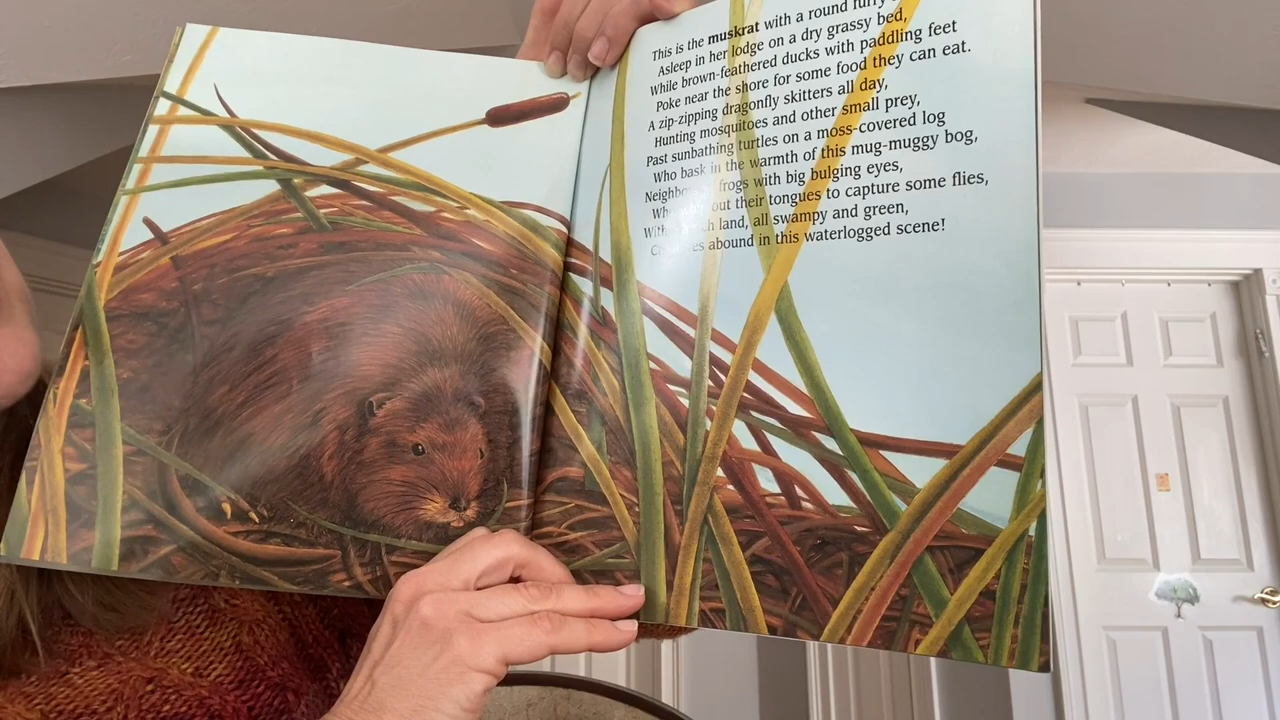 This is the muskrat with a round furry
Asleep in her lodge on a dry grassy bed,
While brown-feathered ducks with paddling feet
Poke near the shore for some food they can eat.
A zip-zipping dragonfly skitters all day,
Hunting mosquitoes and other small prey,
Past sunbathing turtles on a moss-covered log
Who bask in the warmth of this mug-muggy bog,
frogs with big bulging eyes,
out their tongues to capture some flies,
land, all swampy and green,
abound in this waterlogged scene!